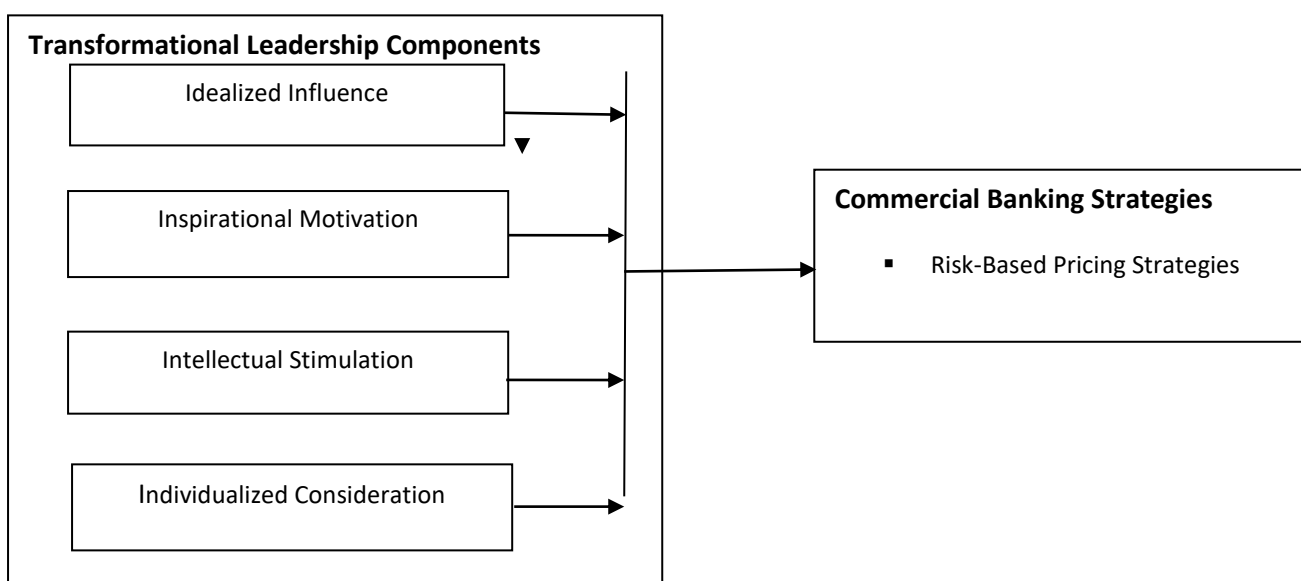 Transformational Leadership Components
Idealized Influence
Inspirational Motivation
Intellectual Stimulation
Individualized Consideration
Commercial Banking Strategies
▪ Risk-Based Pricing Strategies